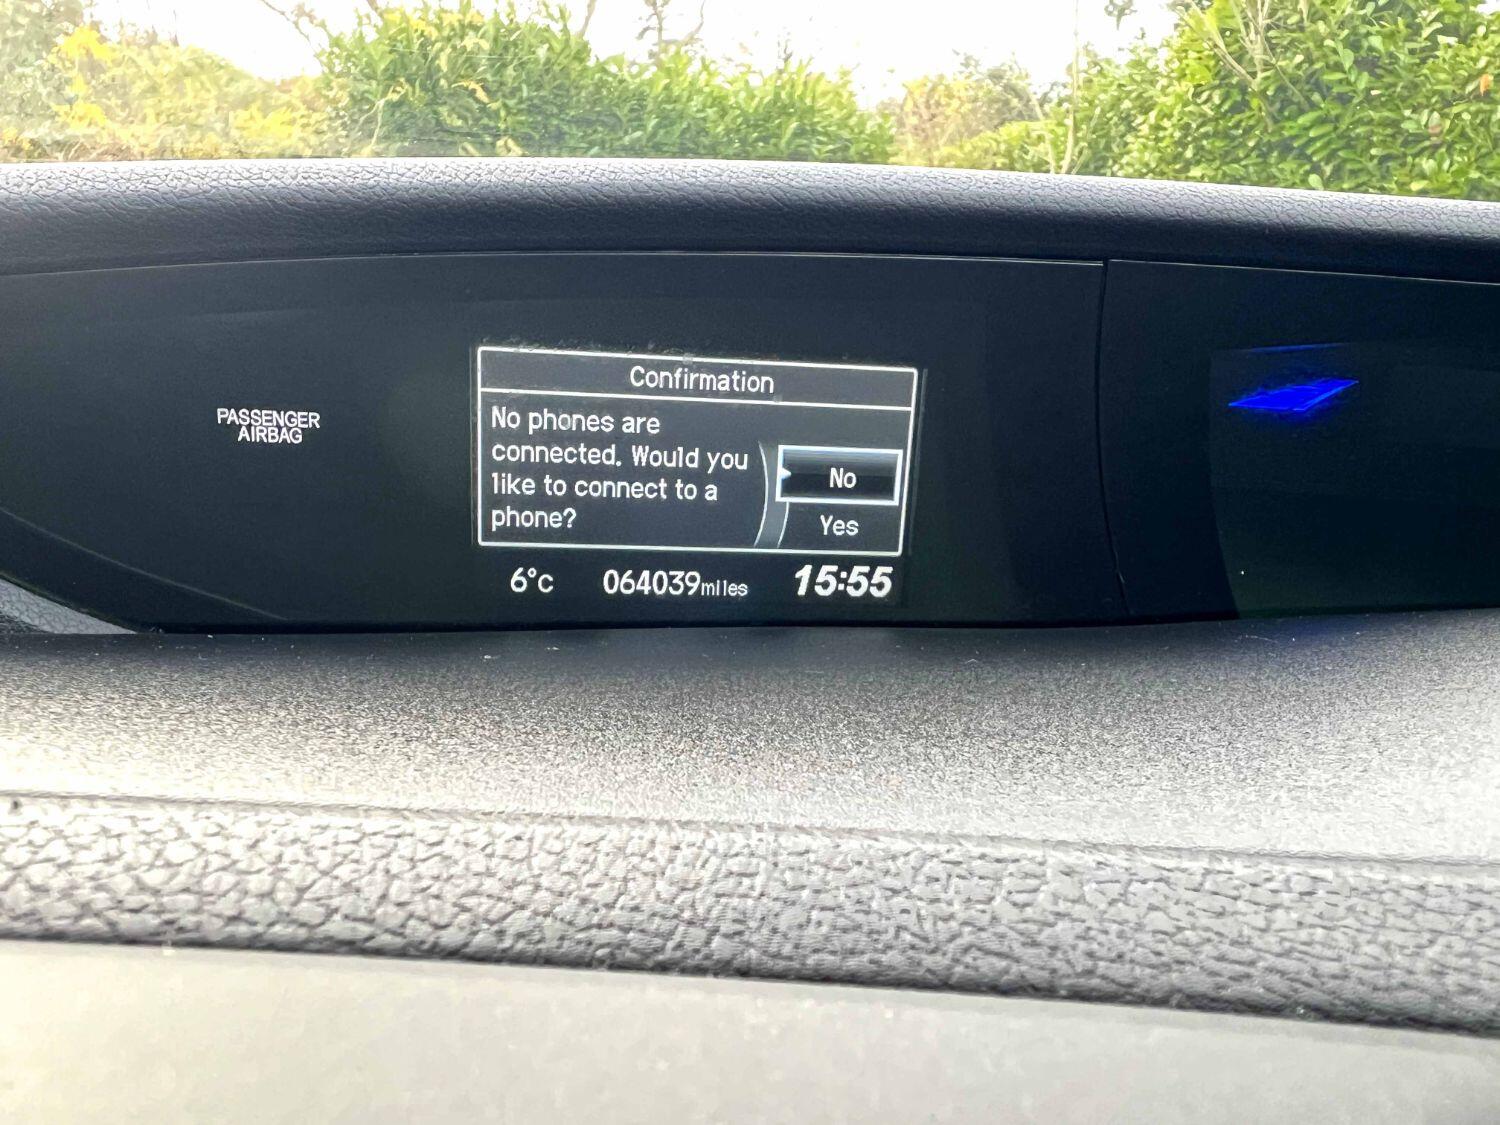 PASSENGER
AIRBAG
Confirmation
No phones are
connected. Would you
like to connect to a
phone?
No
Yes
6°c 064039miles 15:55